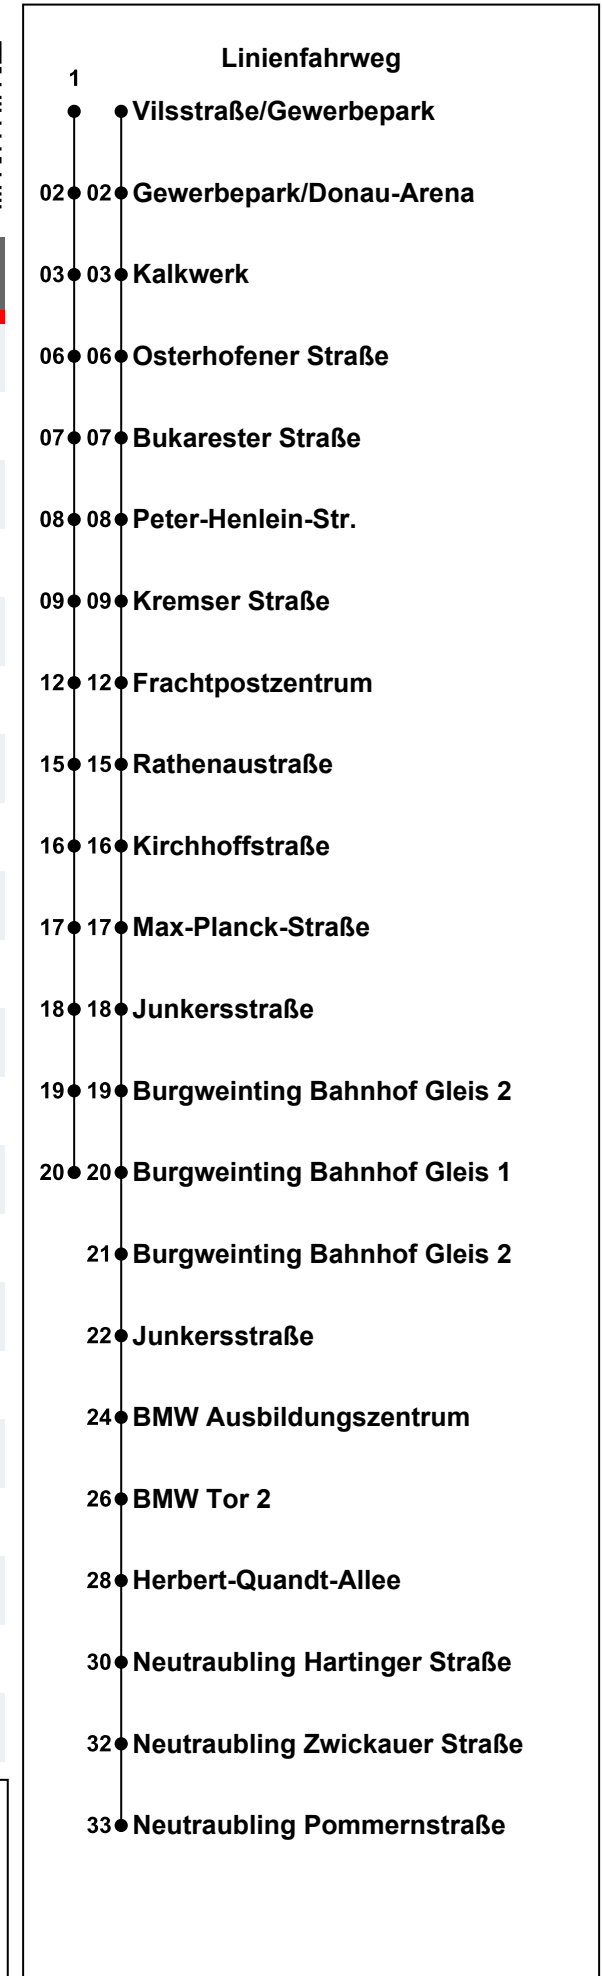 Linienfahrweg
1
Vilsstraße/Gewerbepark
02 02 Gewerbepark/Donau-Arena
03 03 Kalkwerk
06 06 Osterhofener Straße
07 07 Bukarester Straße
08 08 Peter-Henlein-Str.
09 09 Kremser Straße
12 12 Frachtpostzentrum
15 15 Rathenaustraße
16 16 Kirchhoffstraße
17 17 Max-Planck-Straße
18 18 Junkersstraße
19 19 Burgweinting Bahnhof Gleis 2
20 20 Burgweinting Bahnhof Gleis 1
21 Burgweinting Bahnhof Gleis 2
22 Junkersstraße
24 BMW Ausbildungszentrum
26 BMW Tor 2
28 Herbert-Quandt-Allee
30 Neutraubling Hartinger Straße
32 Neutraubling Zwickauer Straße
33 Neutraubling Pommernstraße